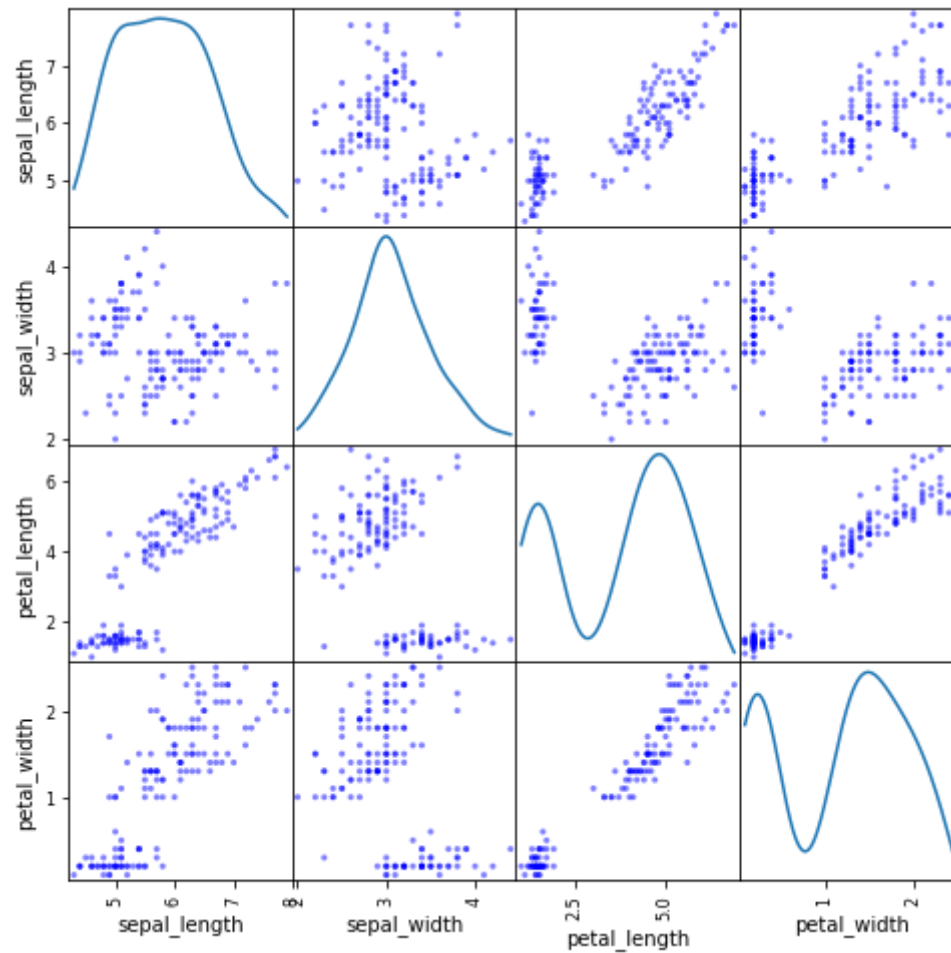 sepal_length
7
6
5
sepal_width
4
3
2
petal_length
6
4
2
petal_width
2
1
5 6 7 8 2 3 4 2.5 5.0 1 2
sepal_length sepal_width petal_length petal_width